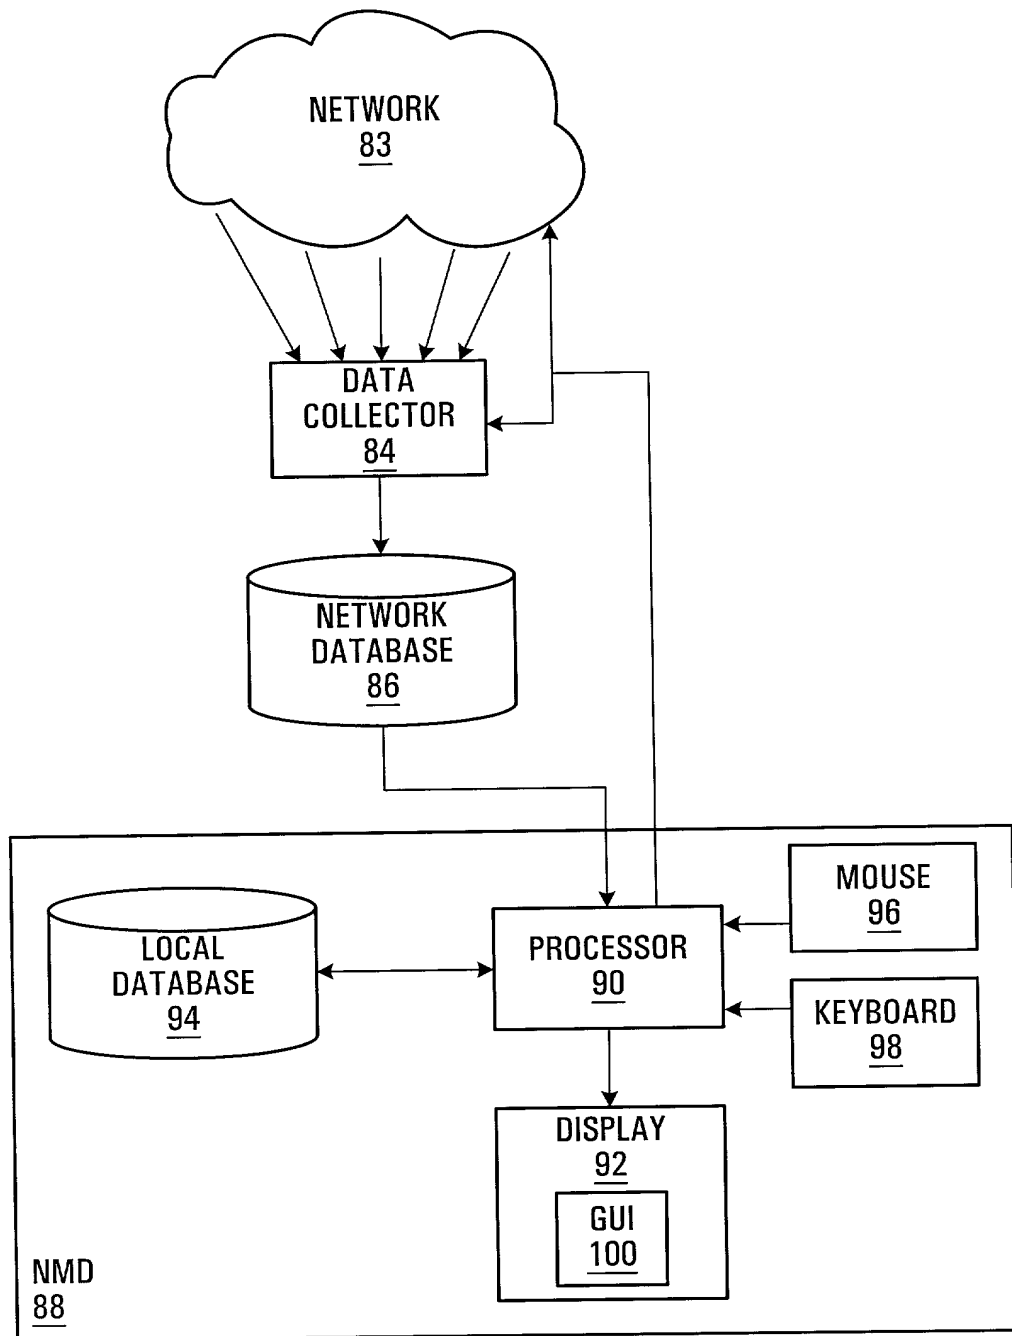 NETWORK
83
DATA
COLLECTOR
84
NETWORK
DATABASE
86
MOUSE
96
LOCAL
DATABASE
94
PROCESSOR
90
KEYBOARD
98
DISPLAY
92
GUI
100
NMD
88